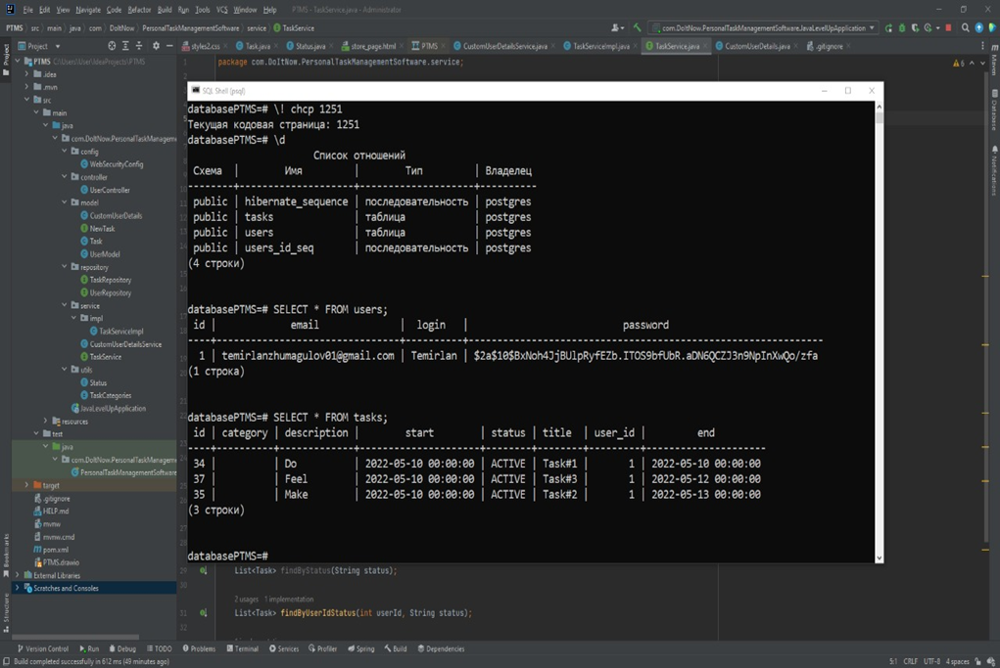 File Edit View Navigate Code Refactor Build Run Tools VCS Window Help PTMS - TaskService.java - Administrator
PTMS src main java com DoItNow PersonalTaskManagementSoftware service TaskService
com.DoItNow.PersonalTaskManagementSoftware.JavaLevelUpApplication
Project
styles2.css Task.java Status.java store_page.html PTMS CustomUserDetailsService.java TaskServiceImpl.java TaskService.java CustomUserDetails.java .gitignore
PTMS C:\Users\User\IdeaProjects\PTMS
.idea
.mvn
src
main
java
com.DoItNow.PersonalTaskManagem
config
WebSecurityConfig
controller
UserController
model
CustomUserDetails
NewTask
Task
UserModel
repository
TaskRepository
UserRepository
service
impl
TaskServiceImpl
CustomUserDetailsService
TaskService
utils
Status
TaskCategories
JavaLevelUpApplication
resources
test
java
com.DoItNow.PersonalTaskManagem
PersonalTaskManagementSoftware
target
.gitignore
HELP.md
mvnw
mvnw.cmd
pom.xml
PTMS.drawio
External Libraries
Scratches and Consoles
1 package com.DoItNow.PersonalTaskManagementSoftware.service;
6
SQL Shell (psql)
databasePTMS=# \! chcp 1251
Текущая кодовая страница: 1251
databasePTMS=# \d
Список отношений
Схема | Имя | Тип | Владелец
--------+--------------------+--------------------+----------
public | hibernate_sequence | последовательность | postgres
public | tasks | таблица | postgres
public | users | таблица | postgres
public | users_id_seq | последовательность | postgres
(4 строки)
databasePTMS=# SELECT * FROM users;
id | email | login | password
----+-----------------------------+---------+--------------------------------------------------------------
1 | temirlanzhumagulov01@gmail.com | Temirlan | $2a$10$BxNoh4JjBUlpRyfEZb.ITOS9bfUbR.aDN6QCZJ3n9NpInXwQo/zfa
(1 строка)
databasePTMS=# SELECT * FROM tasks;
id | category | description | start | status | title | user_id | end
----+----------+-------------+---------------------+--------+--------+---------+---------------------
34 | | Do | 2022-05-10 00:00:00 | ACTIVE | Task#1 | 1 | 2022-05-10 00:00:00
37 | | Feel | 2022-05-10 00:00:00 | ACTIVE | Task#3 | 1 | 2022-05-12 00:00:00
35 | | Make | 2022-05-10 00:00:00 | ACTIVE | Task#2 | 1 | 2022-05-13 00:00:00
(3 строки)
databasePTMS=#
29 List<Task> findByStatus(String status);
30
2 usages 1 implementation
31 List<Task> findByUserIdStatus(int userId, String status);
32
Maven
Database
Notifications
Bookmarks
Structure
Version Control Run Debug TODO Problems Terminal Services Profiler Spring Build Dependencies
Build completed successfully in 612 ms (49 minutes ago)
5:1 CRLF UTF-8 4 spaces